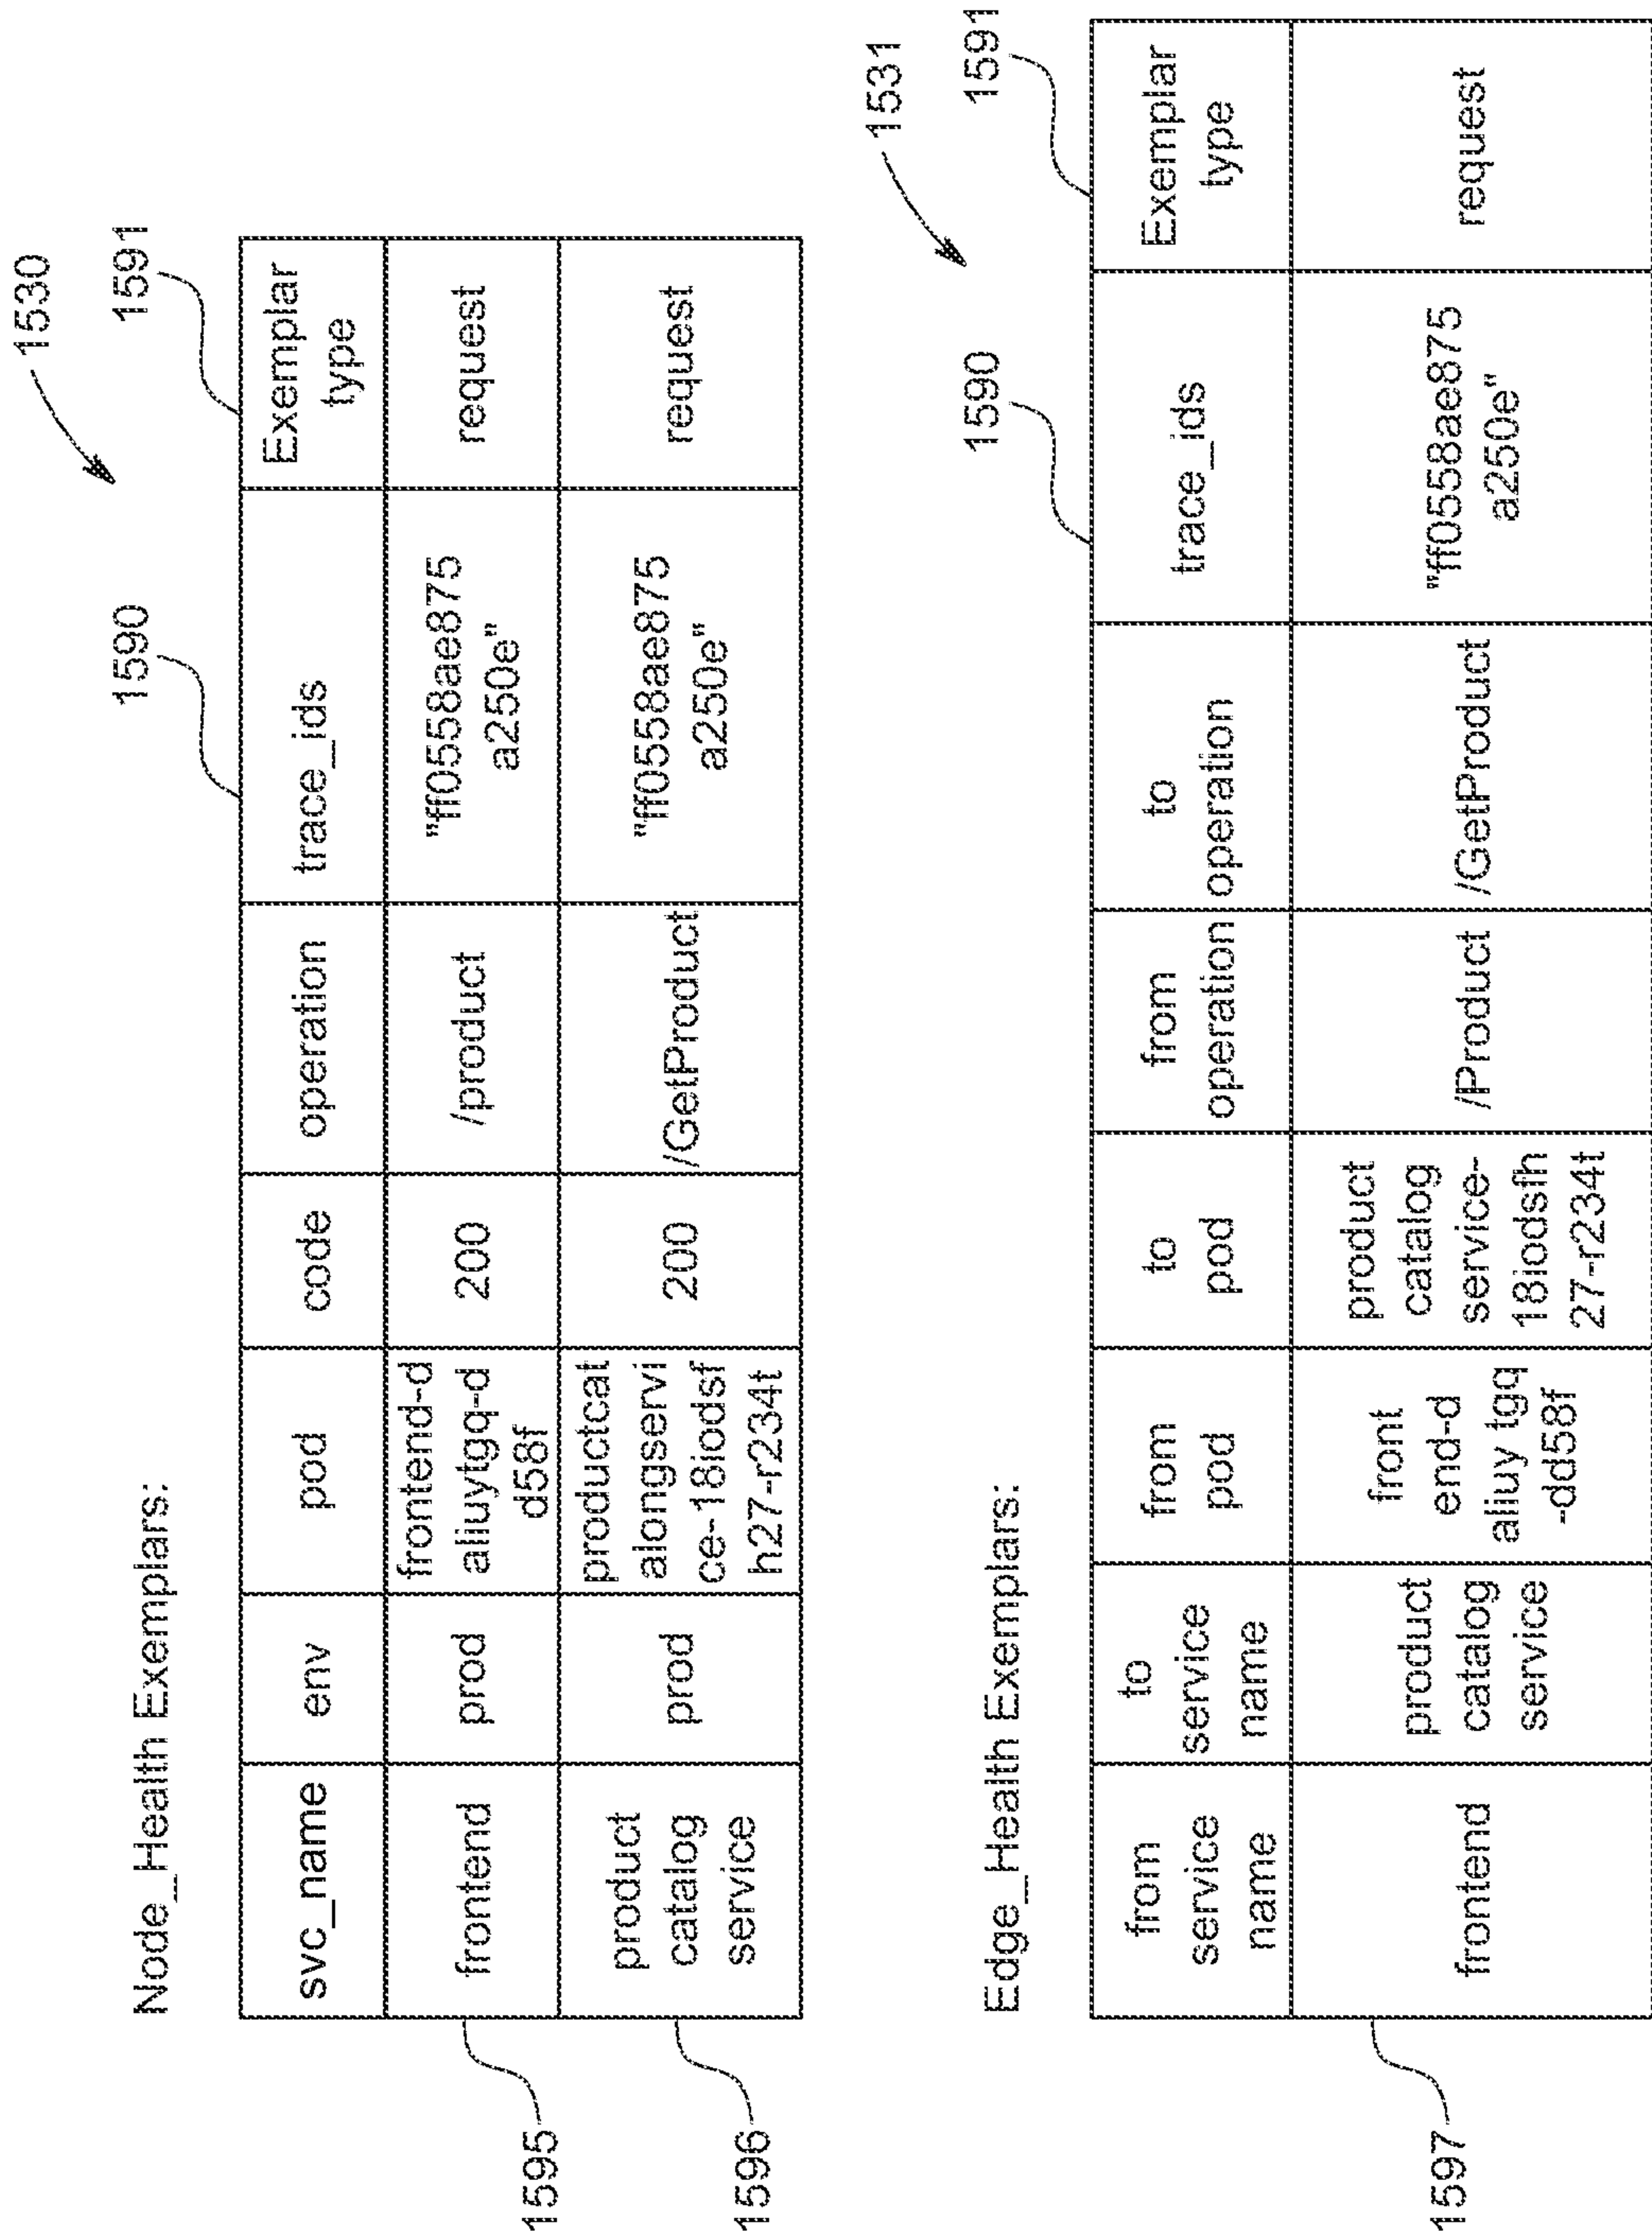 1530
1590
1591
Node_Health Exemplars:
svc_name
env
pod
code
operation
trace_ids
Exemplar
type
1595
frontend
prod
frontend-d
aliuytgq-d
d58f
200
/product
"ff0558ae875
a250e"
request
1596
product
catalog
service
prod
productcat
alongservi
ce-18iodsf
h27-r234t
200
/GetProduct
"ff0558ae875
a250e"
request
1531
1590
1591
Edge_Health Exemplars:
from
service
name
to
service
name
from
pod
to
pod
from
operation
to
operation
trace_ids
Exemplar
type
1597
frontend
product
catalog
service
front
end-d
aliuy tgq
-dd58f
product
catalog
service-
18iodsfh
27-r234t
/Product
/GetProduct
"ff0558ae875
a250e"
request